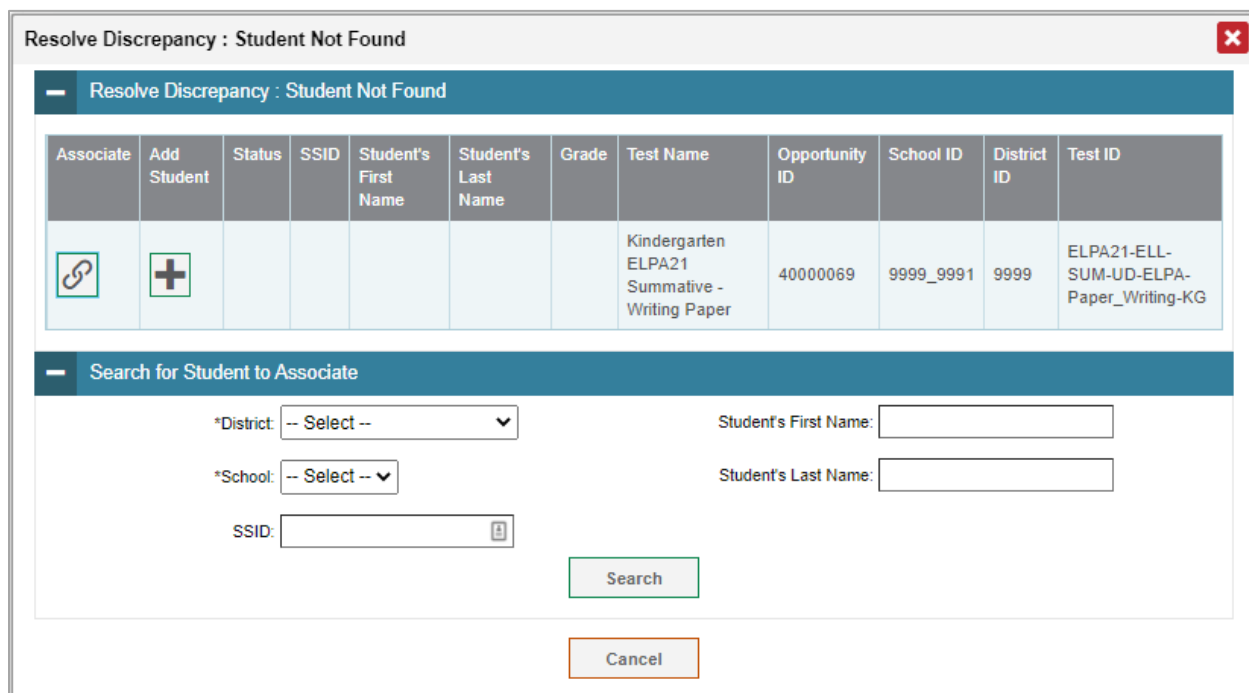 Resolve Discrepancy : Student Not Found
Resolve Discrepancy : Student Not Found
Associate Add Student Status SSID Student's First Name Student's Last Name Grade Test Name Opportunity ID School ID District ID Test ID
Kindergarten ELPA21 Summative - Writing Paper 40000069 9999_9991 9999 ELPA21-ELL-SUM-UD-ELPA-Paper_Writing-KG
Search for Student to Associate
*District: -- Select -- Student's First Name:
*School: -- Select -- Student's Last Name:
SSID:
Search
Cancel